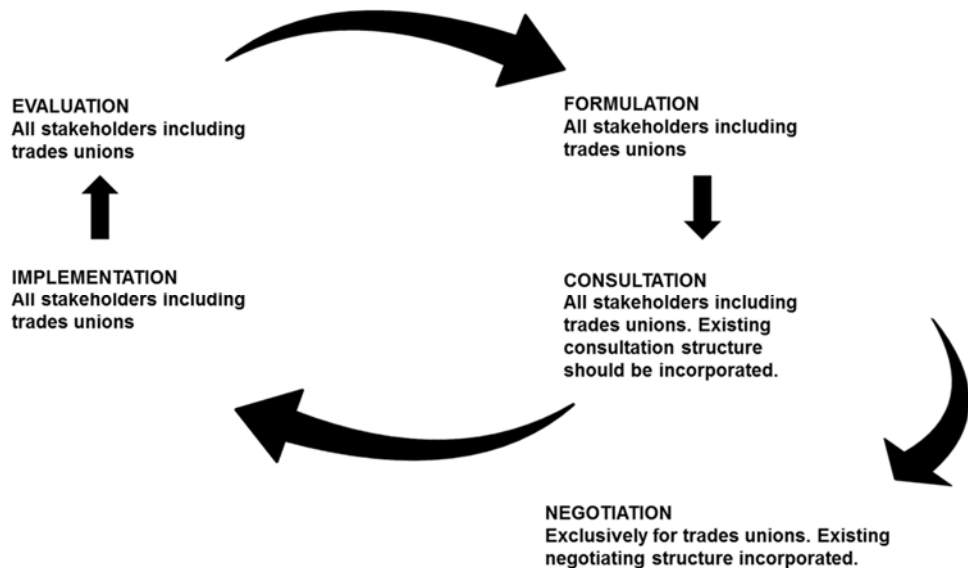 EVALUATION
All stakeholders including
trades unions
FORMULATION
All stakeholders including
trades unions
IMPLEMENTATION
All stakeholders including
trades unions
CONSULTATION
All stakeholders including
trades unions. Existing
consultation structure
should be incorporated.
NEGOTIATION
Exclusively for trades unions. Existing
negotiating structure incorporated.